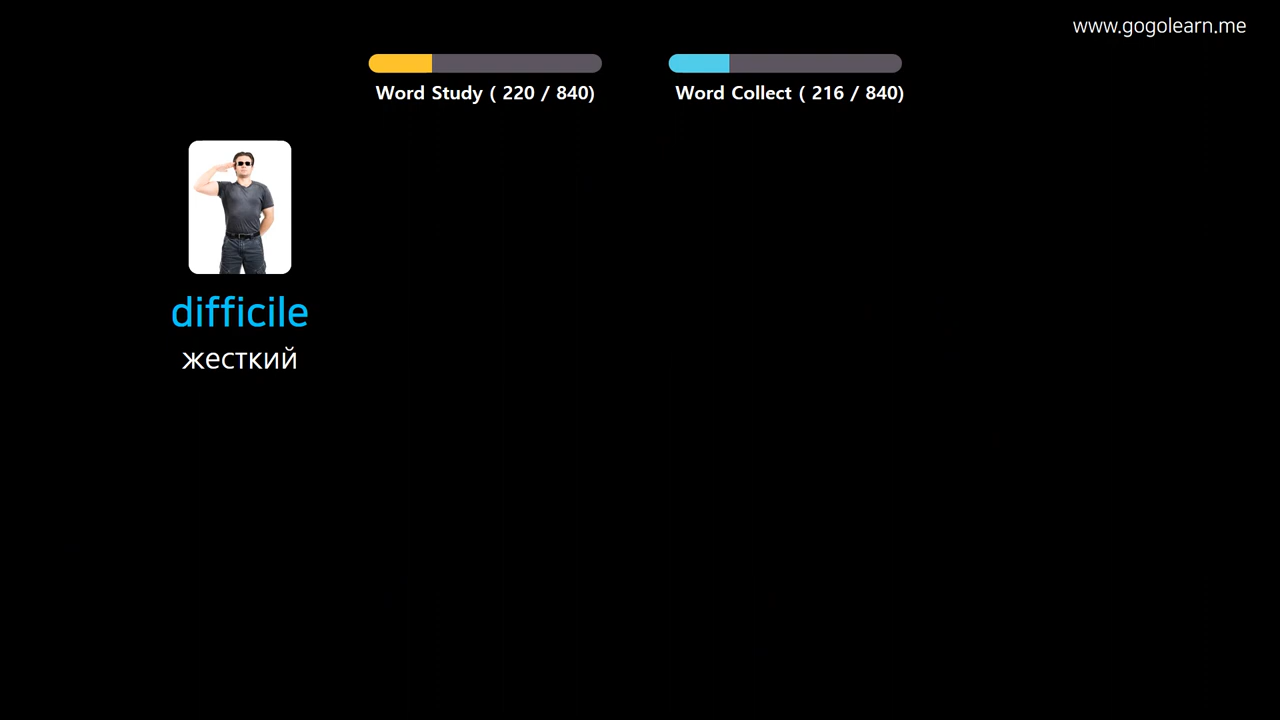 www.gogolearn.me
Word Study ( 220 / 840)
Word Collect ( 216 / 840)
difficile
жесткий